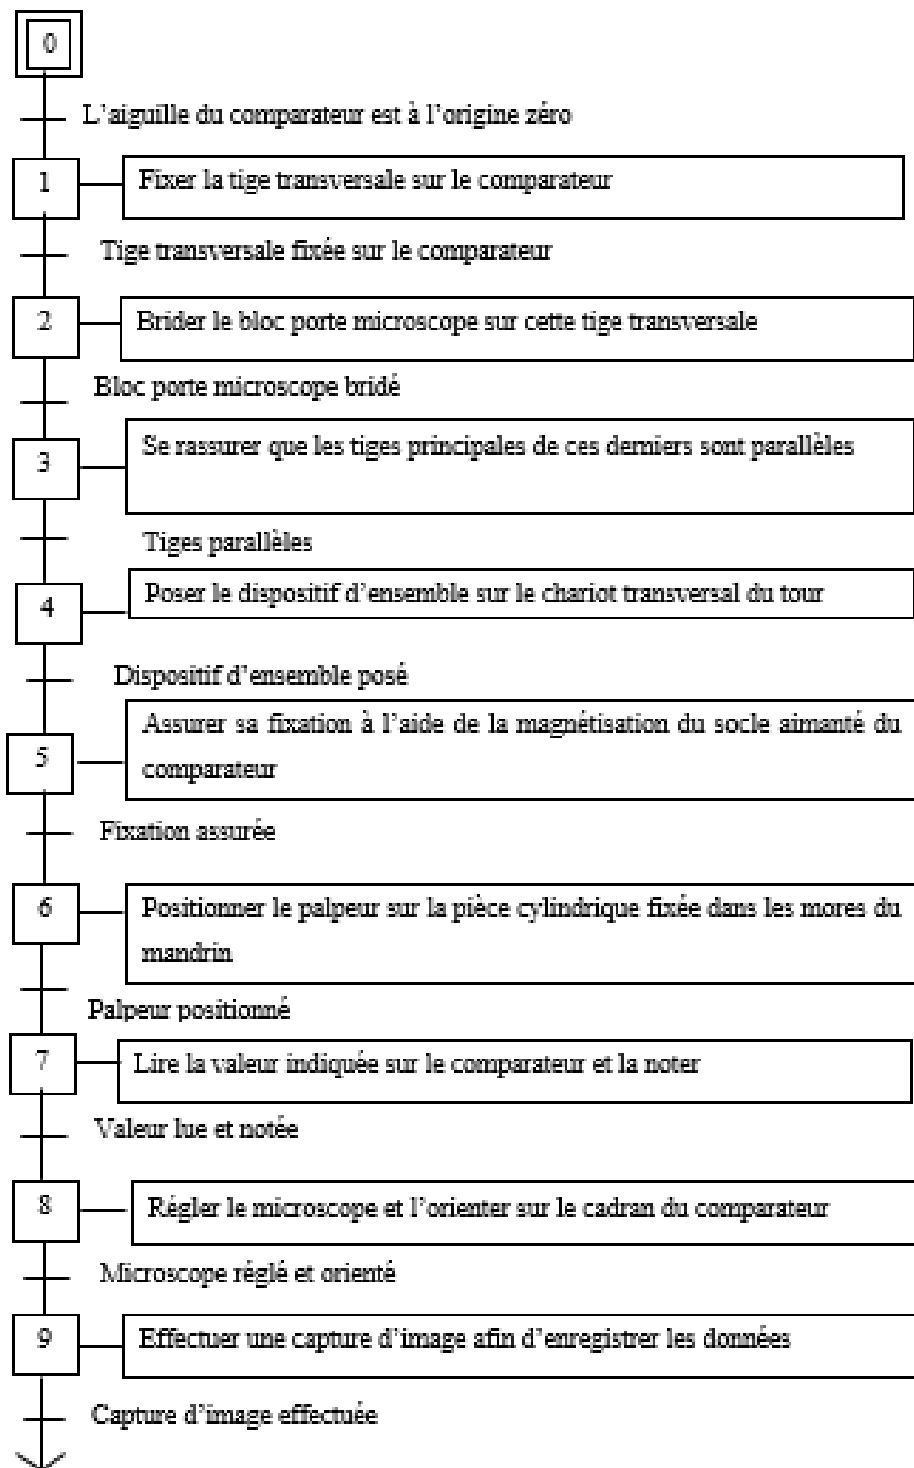 0
L'aiguille du comparateur est à l'origine zéro
1
Fixer la tige transversale sur le comparateur
Tige transversale fixée sur le comparateur
2
Brider le bloc porte microscope sur cette tige transversale
Bloc porte microscope bridé
3
Se rassurer que les tiges principales de ces derniers sont parallèles
Tiges parallèles
4
Poser le dispositif d'ensemble sur le chariot transversal du tour
Dispositif d'ensemble posé
5
Assurer sa fixation à l'aide de la magnétisation du socle aimanté du
comparateur
Fixation assurée
6
Positionner le palpeur sur la pièce cylindrique fixée dans les mores du
mandrin
Palpeur positionné
7
Lire la valeur indiquée sur le comparateur et la noter
Valeur lue et notée
8
Régler le microscope et l'orienter sur le cadran du comparateur
Microscope réglé et orienté
9
Effectuer une capture d'image afin d'enregistrer les données
Capture d'image effectuée